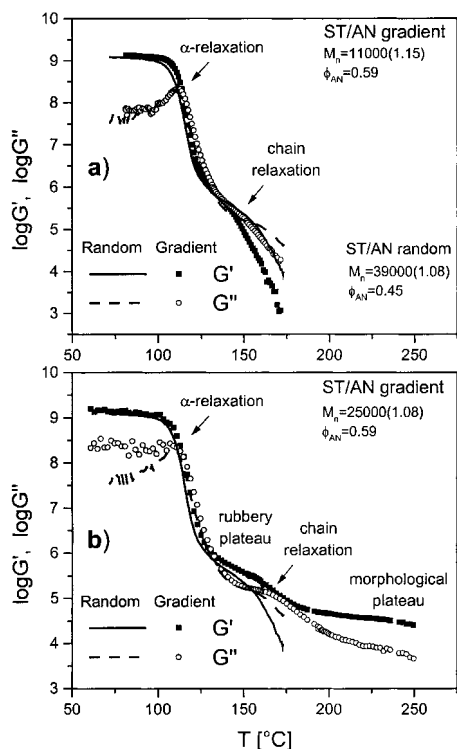 ST/AN gradient
Mn=11000(1.15)
ϕAN=0.59
α-relaxation
chain
relaxation
a)
Random Gradient
G'
G"
ST/AN random
Mn=39000(1.08)
ϕAN=0.45
logG', logG"
9
8
7
6
5
4
3
50 75 100 125 150 175
ST/AN gradient
Mn=25000(1.08)
ϕAN=0.59
α-relaxation
rubbery
plateau
chain
relaxation
morphological
plateau
b)
Random Gradient
G'
G"
logG', logG"
10
9
8
7
6
5
4
3
50 100 150 200 250
T [°C]